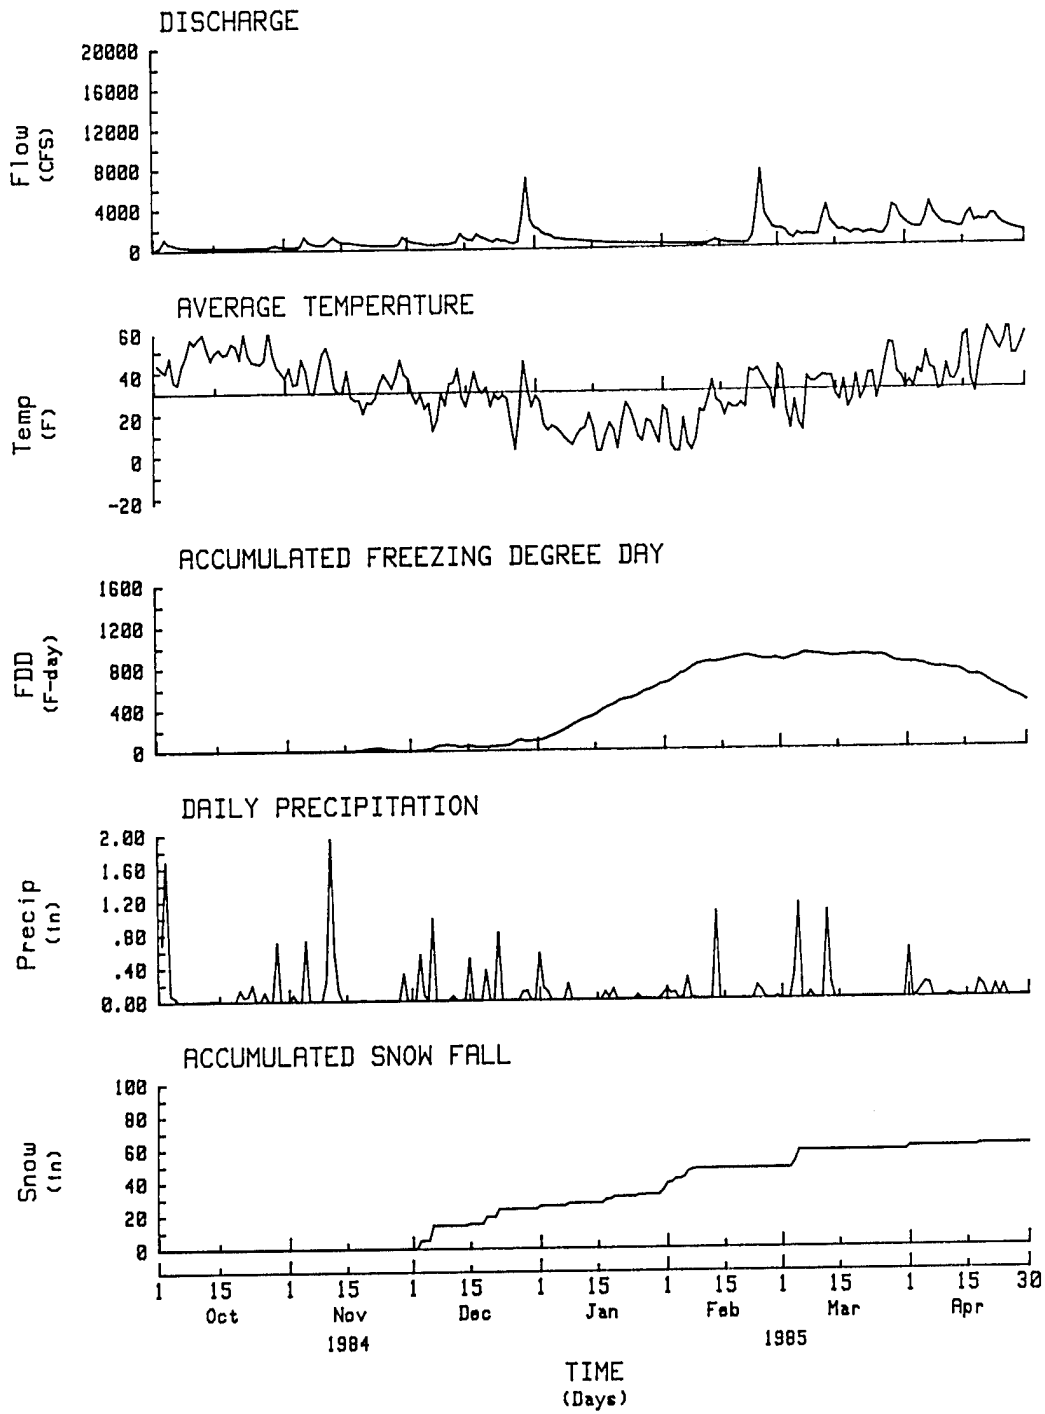 DISCHARGE
20000
16000
12000
8000
4000
0
Flow
(CFS)
AVERAGE TEMPERATURE
60
40
20
0
-20
Temp
(F)
ACCUMULATED FREEZING DEGREE DAY
1600
1200
800
400
0
FDD
(F-day)
DAILY PRECIPITATION
2.00
1.60
1.20
.80
.40
0.00
Precip
(in)
ACCUMULATED SNOW FALL
100
80
60
40
20
0
Snow
(in)
1 15 1 15 1 15 1 15 1 15 1 15 1 15 30
Oct Nov Dec Jan Feb Mar Apr
1984 1985
TIME
(Days)